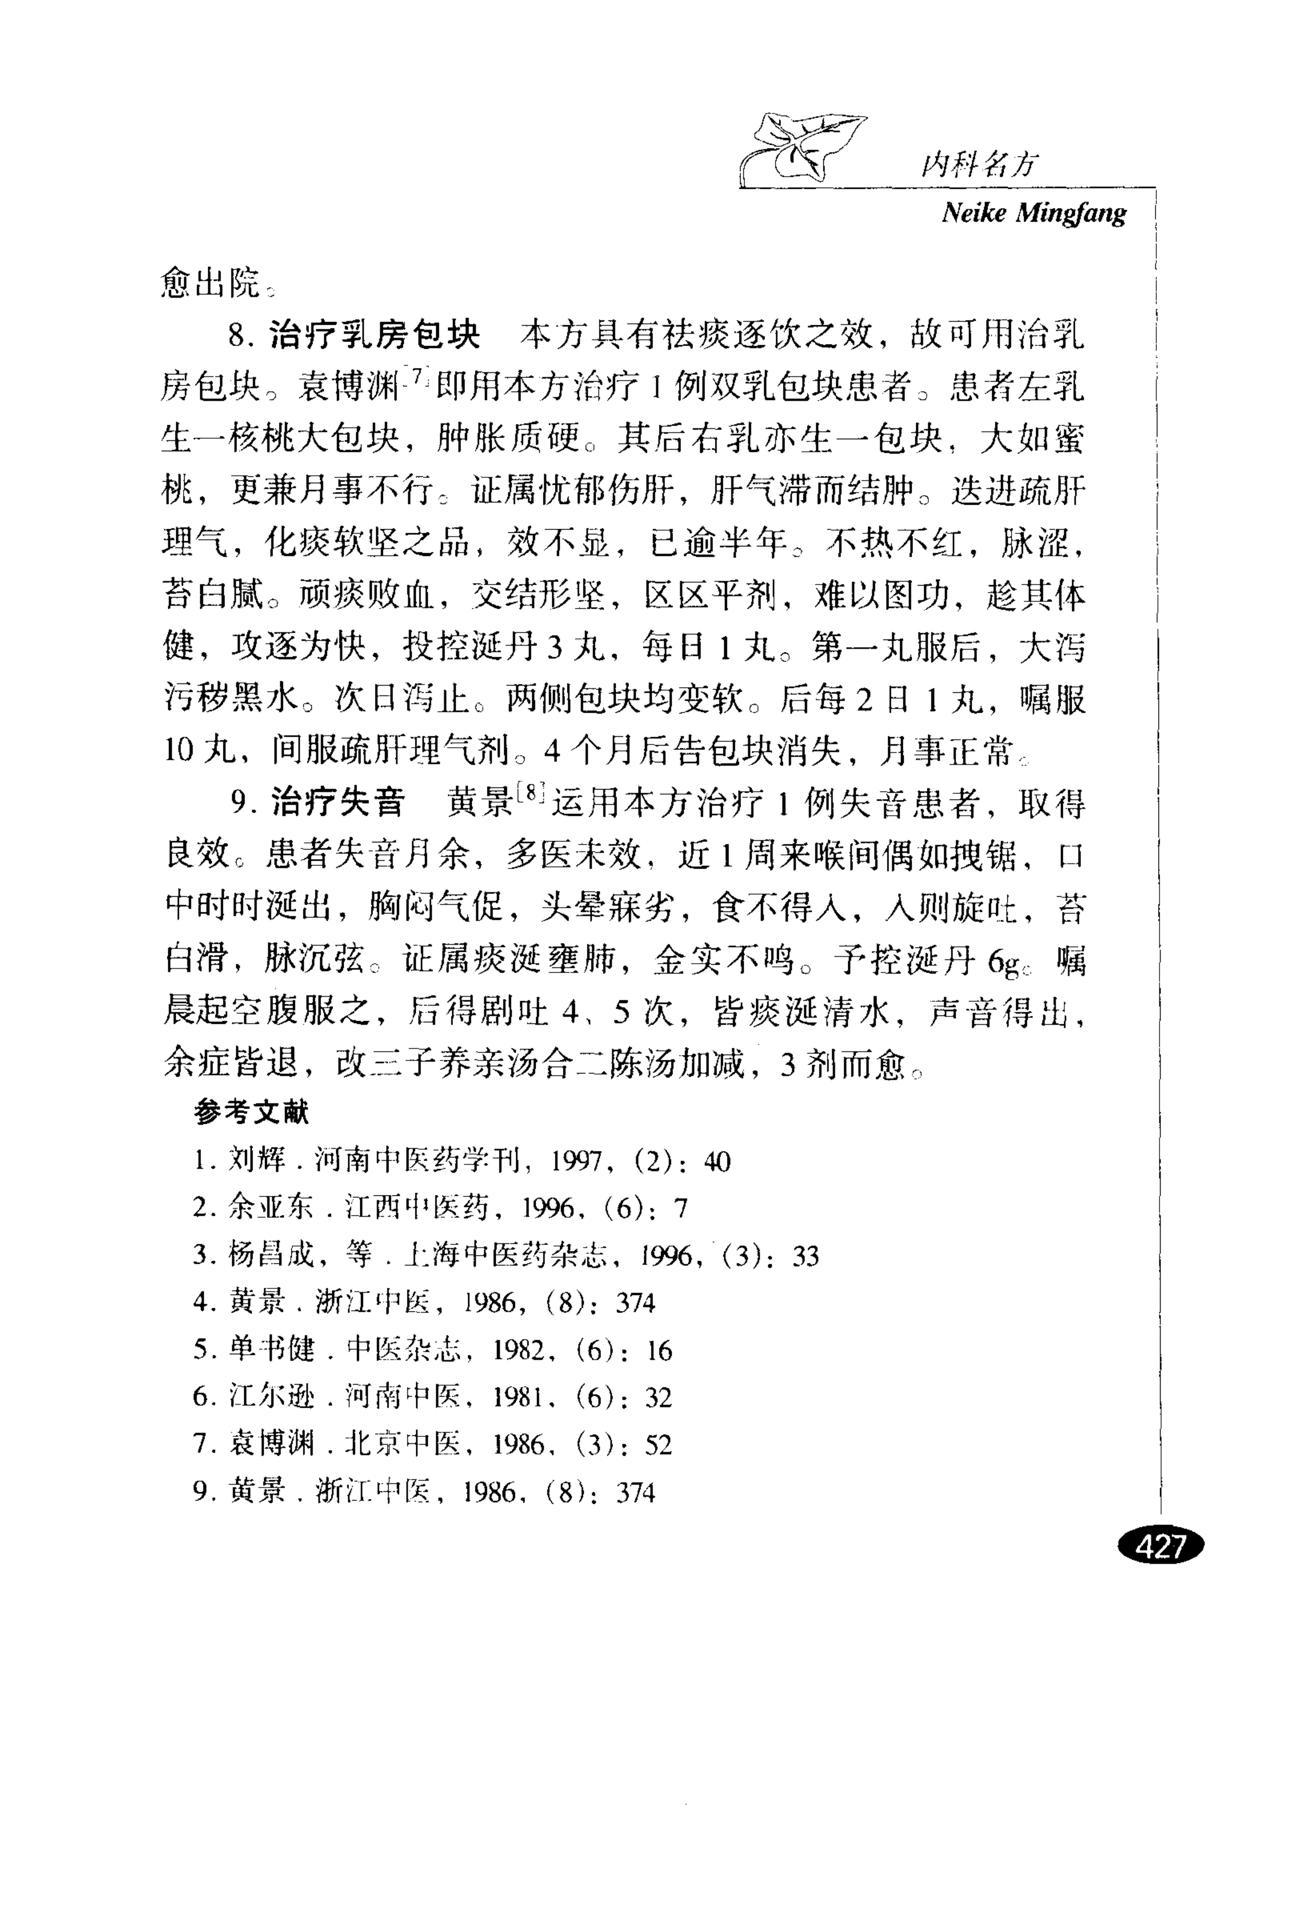 内科名方
Neike Mingfang
愈出院。
8. 治疗乳房包块 本方具有祛痰逐饮之效，故可用治乳
房包块。袁博渊[7]即用本方治疗 1 例双乳包块患者。患者左乳
生一核桃大包块，肿胀质硬。其后右乳亦生一包块，大如蜜
桃，更兼月事不行。证属忧郁伤肝，肝气滞而结肿。迭进疏肝
理气，化痰软坚之品，效不显，已逾半年。不热不红，脉涩，
苔白腻。顽痰败血，交结形坚，区区平剂，难以图功，趁其体
健，攻逐为快，投控涎丹 3 丸，每日 1 丸。第一丸服后，大泻
污秽黑水。次日泻止。两侧包块均变软。后每 2 日 1 丸，嘱服
10 丸，间服疏肝理气剂。4 个月后告包块消失，月事正常。
9. 治疗失音 黄景[8]运用本方治疗 1 例失音患者，取得
良效。患者失音月余，多医未效，近 1 周来喉间偶如拽锯，口
中时时涎出，胸闷气促，头晕寐劣，食不得入，入则旋吐，苔
白滑，脉沉弦。证属痰涎壅肺，金实不鸣。予控涎丹 6g。嘱
晨起空腹服之，后得剧吐 4、5 次，皆痰涎清水，声音得出，
余症皆退，改三子养亲汤合二陈汤加减，3 剂而愈。
参考文献
1. 刘辉．河南中医药学刊，1997，(2)：40
2. 余亚东．江西中医药，1996，(6)：7
3. 杨昌成，等．上海中医药杂志，1996，(3)：33
4. 黄景．浙江中医，1986，(8)：374
5. 单书健．中医杂志，1982，(6)：16
6. 江尔逊．河南中医，1981，(6)：32
7. 袁博渊．北京中医，1986，(3)：52
9. 黄景．浙江中医，1986，(8)：374
427